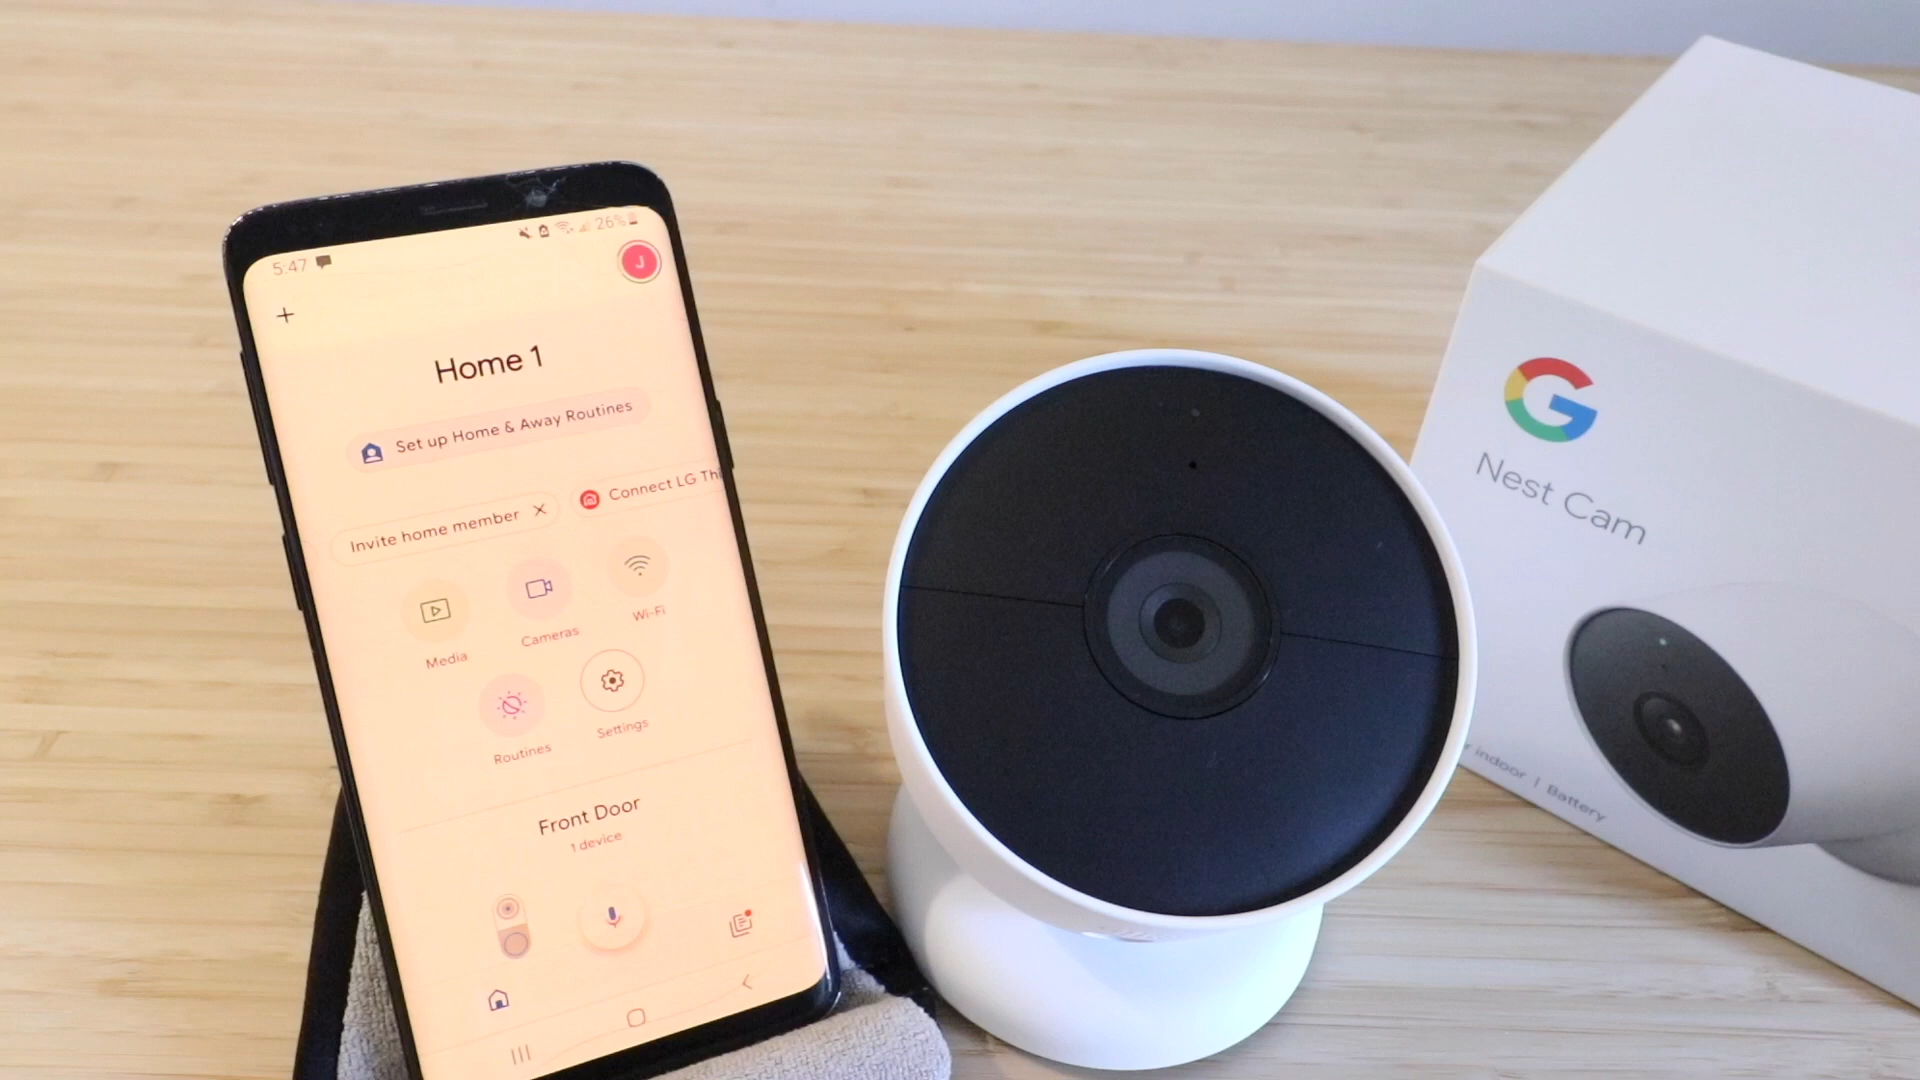 5:47
26%
J
Home 1
Set up Home & Away Routines
Invite home member
Connect LG
Media
Cameras
Wi-Fi
Routines
Settings
Front Door
1 device
G
Nest Cam
indoor | Battery